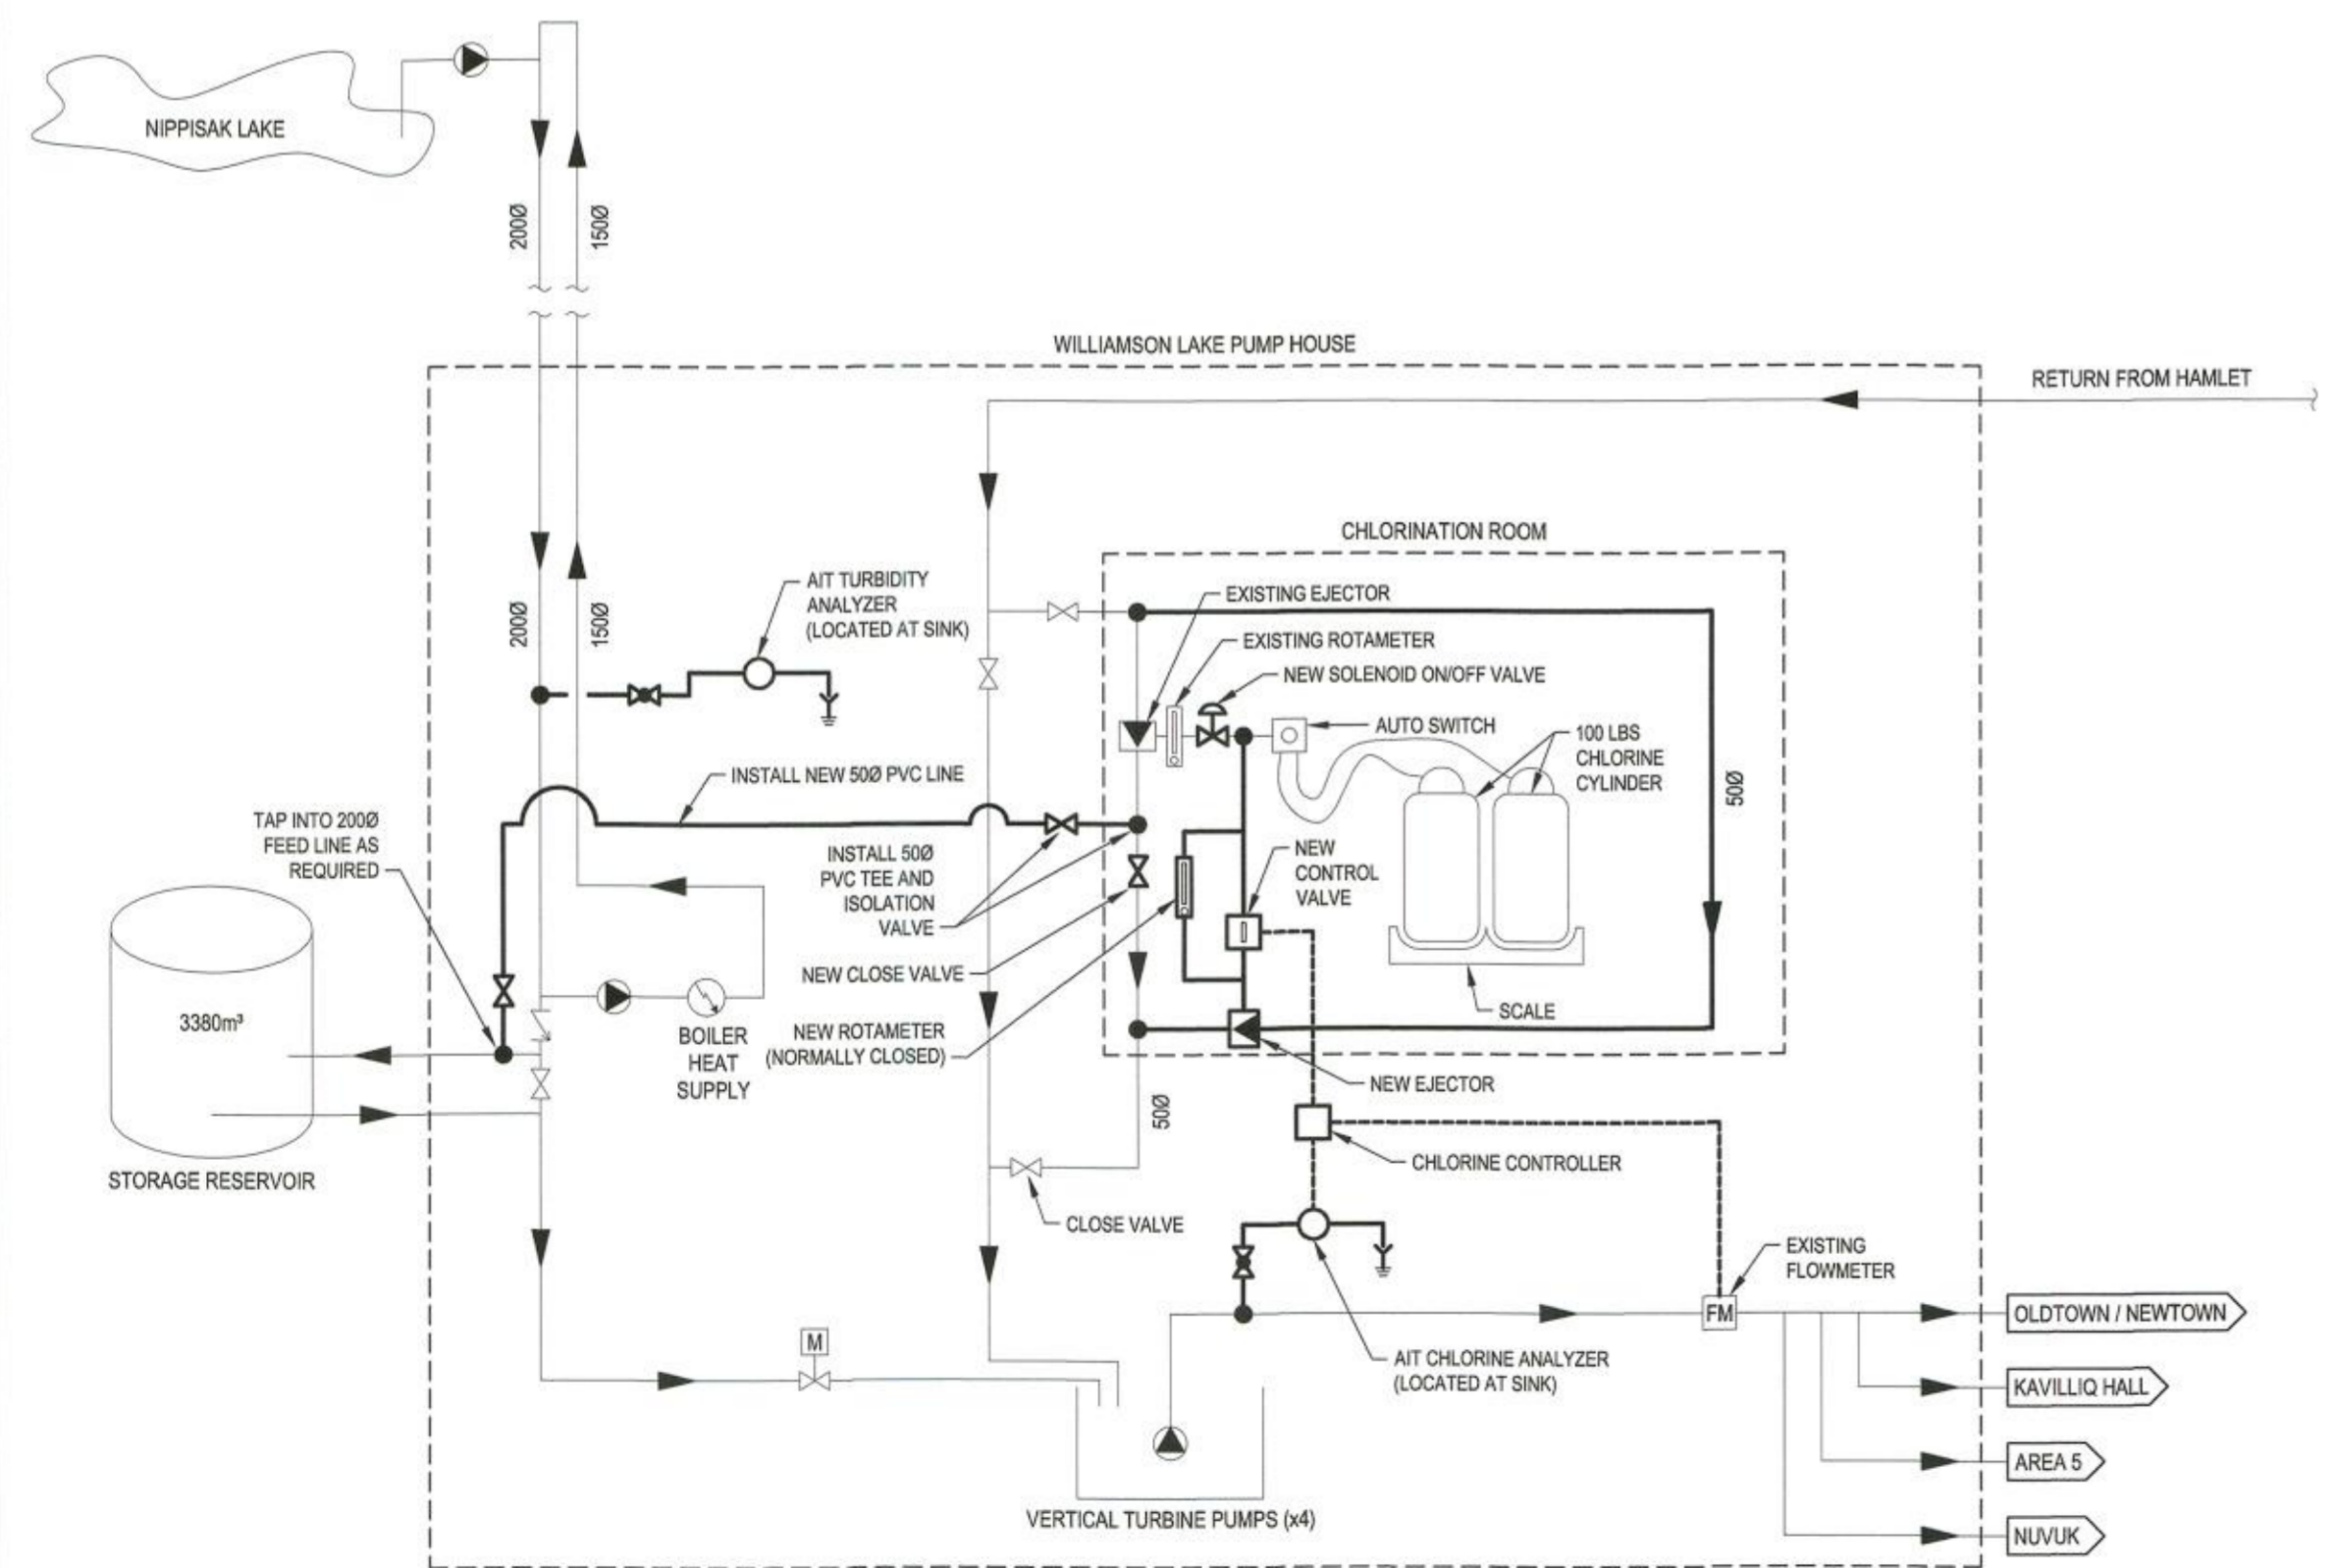 NIPPISAK LAKE
200Ø
150Ø
WILLIAMSON LAKE PUMP HOUSE
RETURN FROM HAMLET
CHLORINATION ROOM
200Ø
150Ø
AIT TURBIDITY
ANALYZER
(LOCATED AT SINK)
EXISTING EJECTOR
EXISTING ROTAMETER
NEW SOLENOID ON/OFF VALVE
AUTO SWITCH
100 LBS
CHLORINE
CYLINDER
50Ø
INSTALL NEW 50Ø PVC LINE
TAP INTO 200Ø
FEED LINE AS
REQUIRED
INSTALL 50Ø
PVC TEE AND
ISOLATION
VALVE
NEW
CONTROL
VALVE
NEW CLOSE VALVE
SCALE
3380m³
BOILER
HEAT
SUPPLY
NEW ROTAMETER
(NORMALLY CLOSED)
NEW EJECTOR
50Ø
STORAGE RESERVOIR
CHLORINE CONTROLLER
CLOSE VALVE
EXISTING
FLOWMETER
FM
OLDTOWN / NEWTOWN
M
AIT CHLORINE ANALYZER
(LOCATED AT SINK)
KAVILLIQ HALL
AREA 5
VERTICAL TURBINE PUMPS (x4)
NUVUK